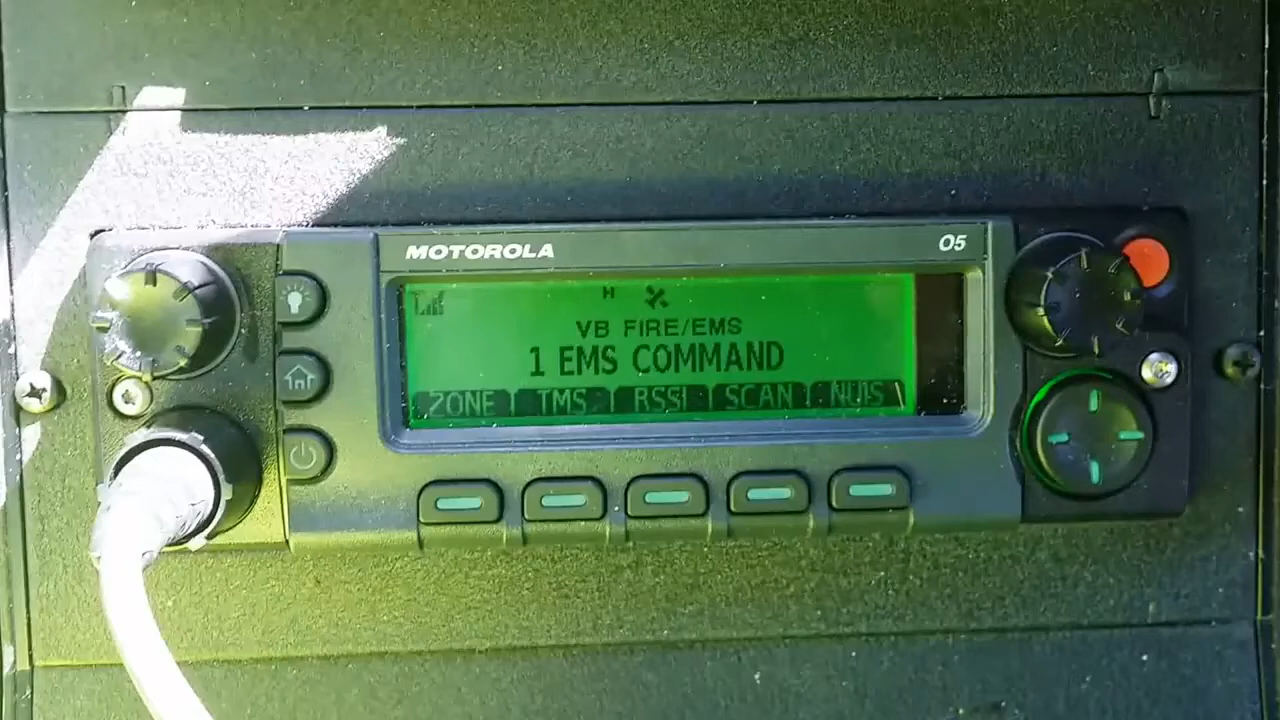 MOTOROLA
O5
H
VB FIRE/EMS
1 EMS COMMAND
ZONE TMS RSSI SCAN NUIS